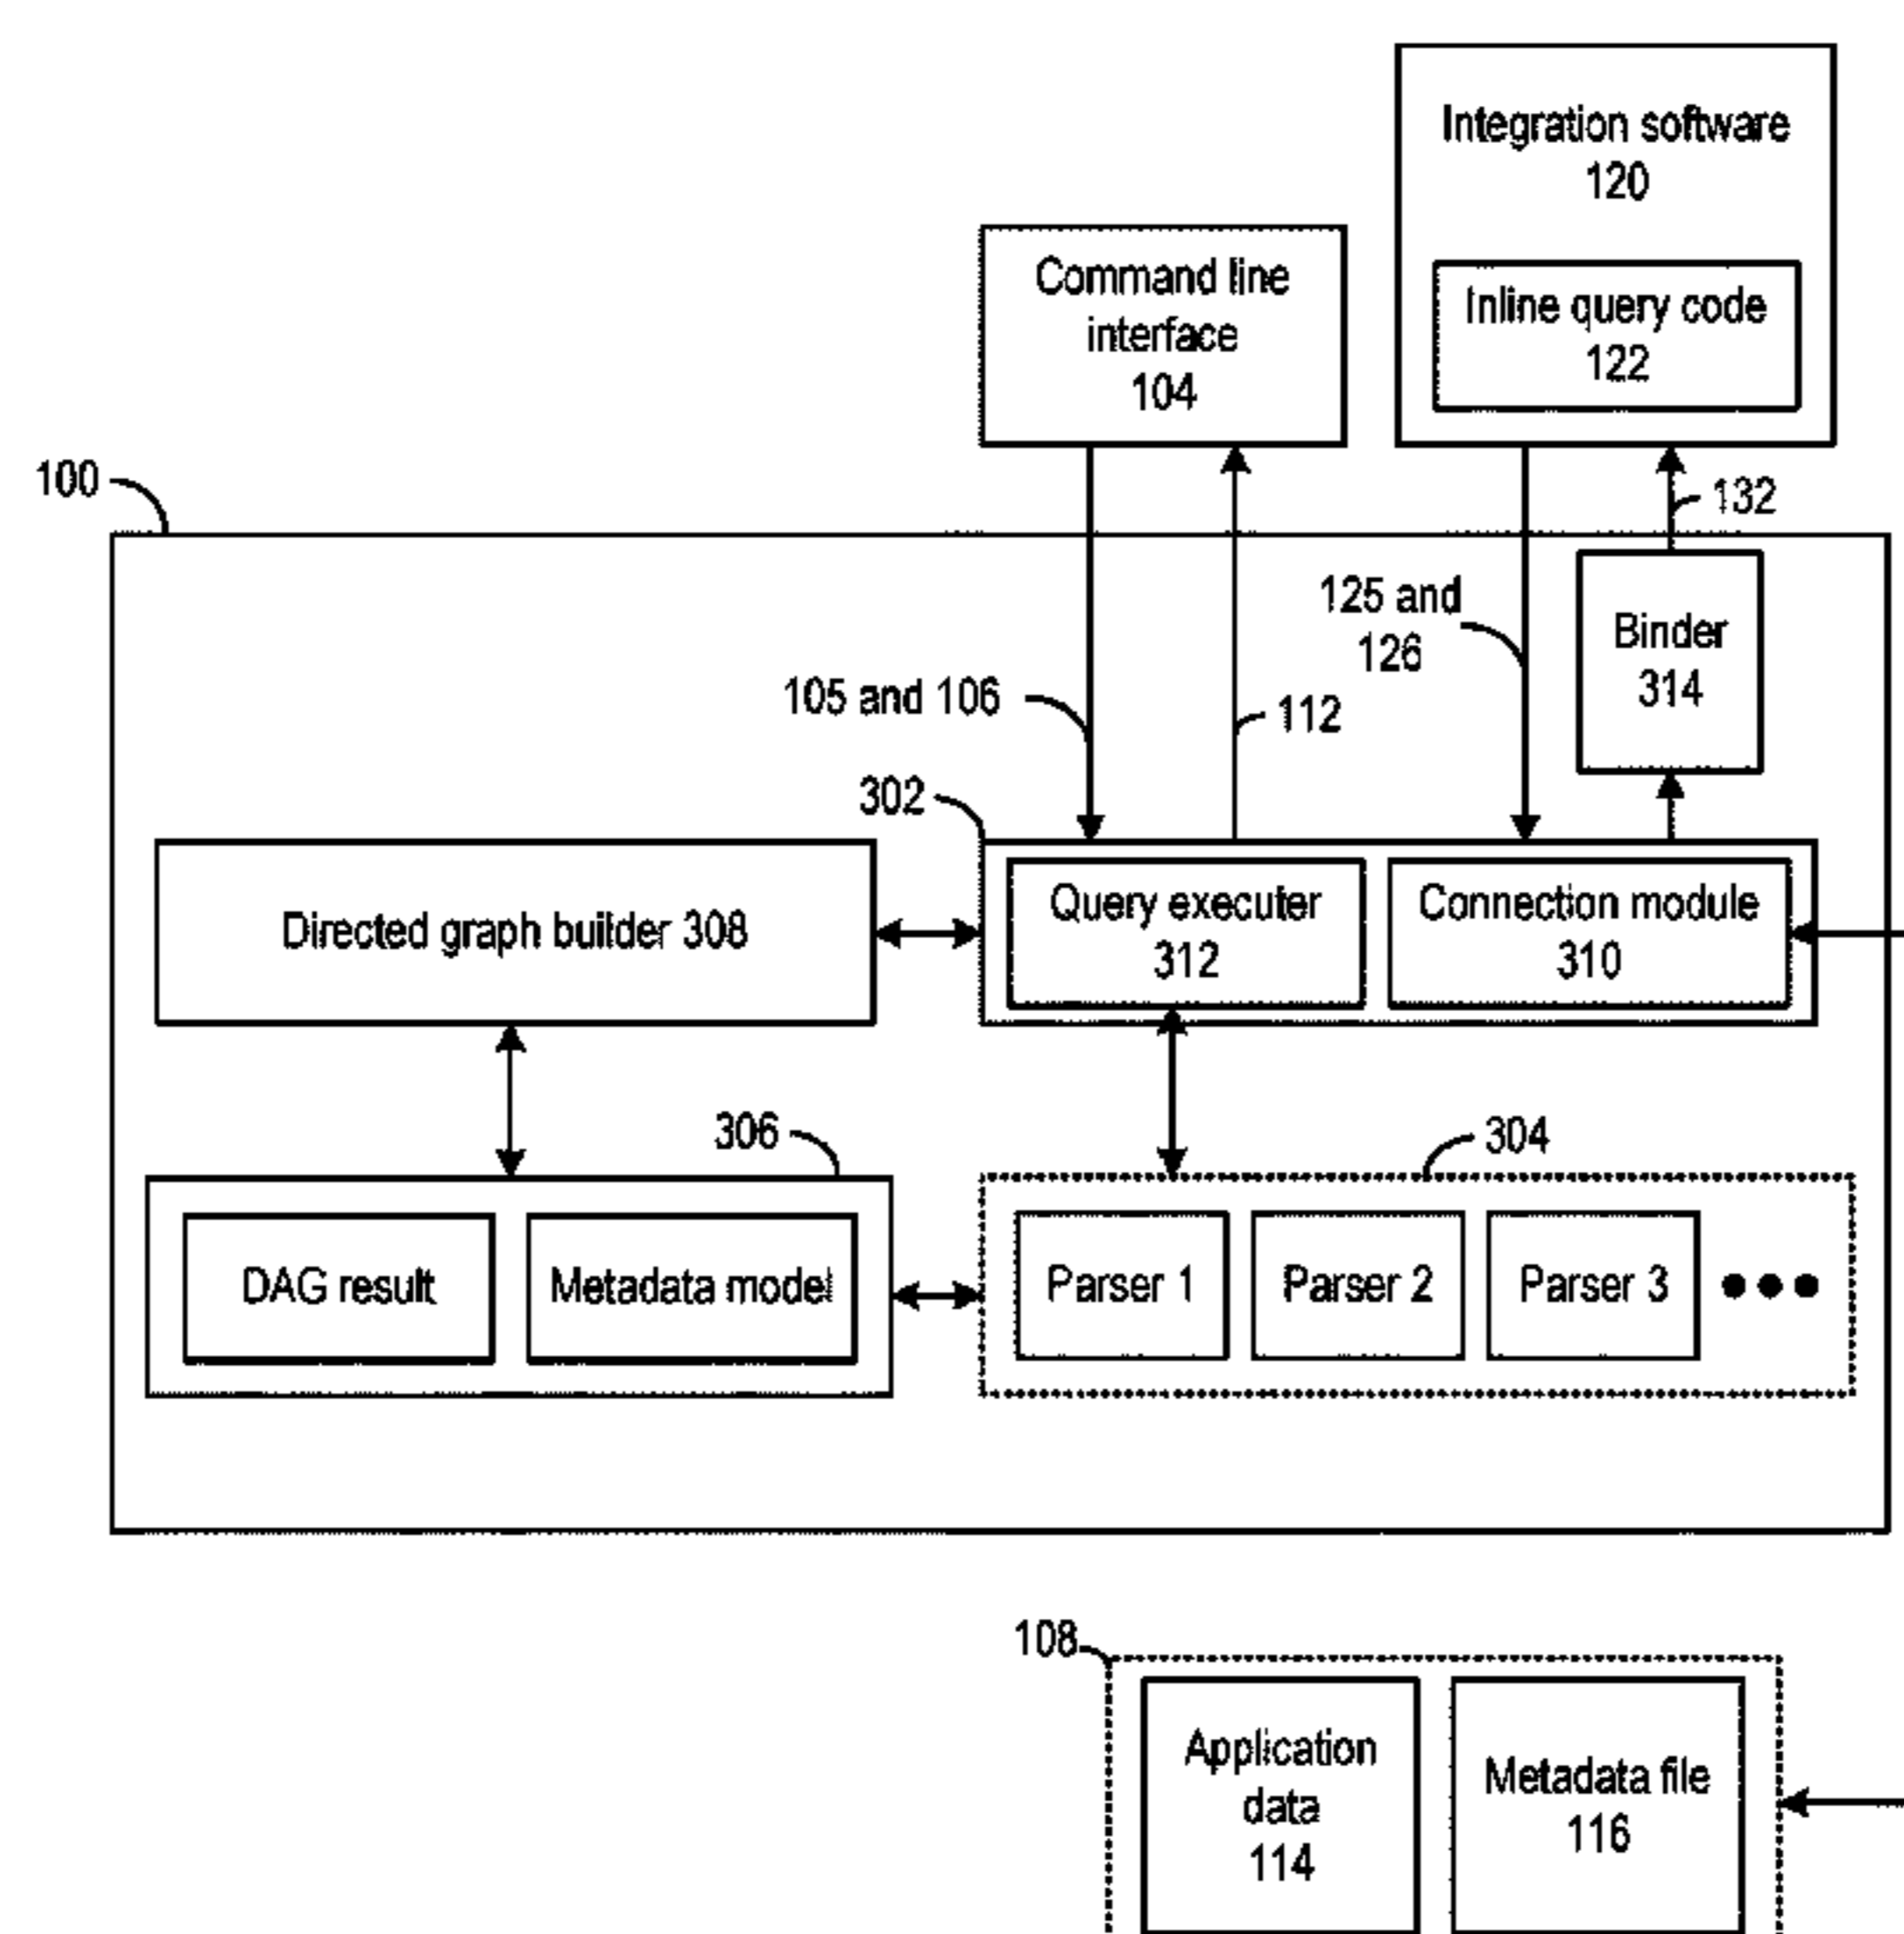 Integration software
120
Command line
interface
104
Inline query code
122
100
132
125 and
126
Binder
314
105 and 106
112
302
Directed graph builder 308
Query executer
312
Connection module
310
306
304
DAG result
Metadata model
Parser 1
Parser 2
Parser 3
108
Application
data
114
Metadata file
116